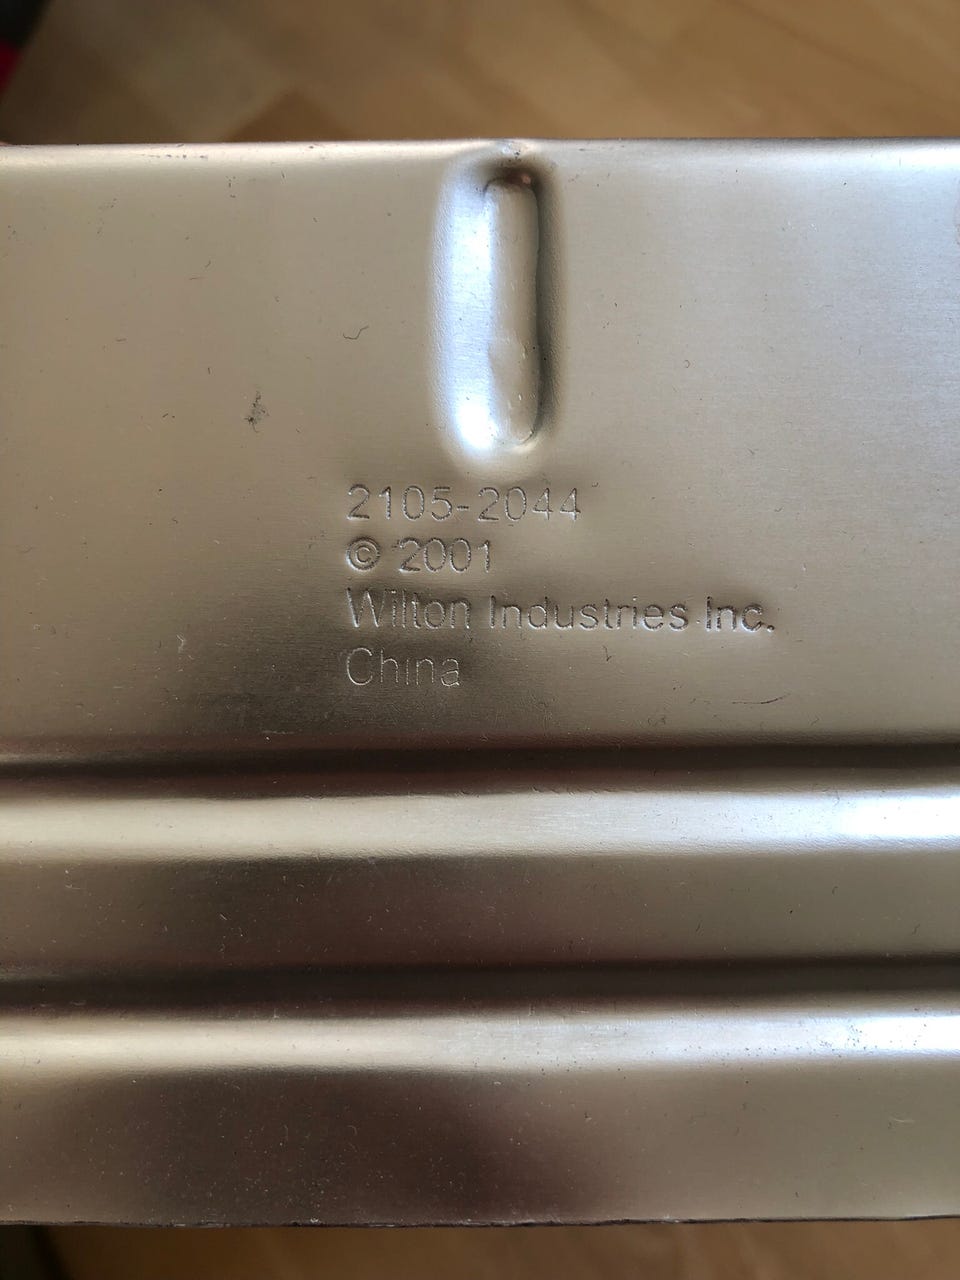 2105-2044
© 2001
Wilton Industries Inc.
China